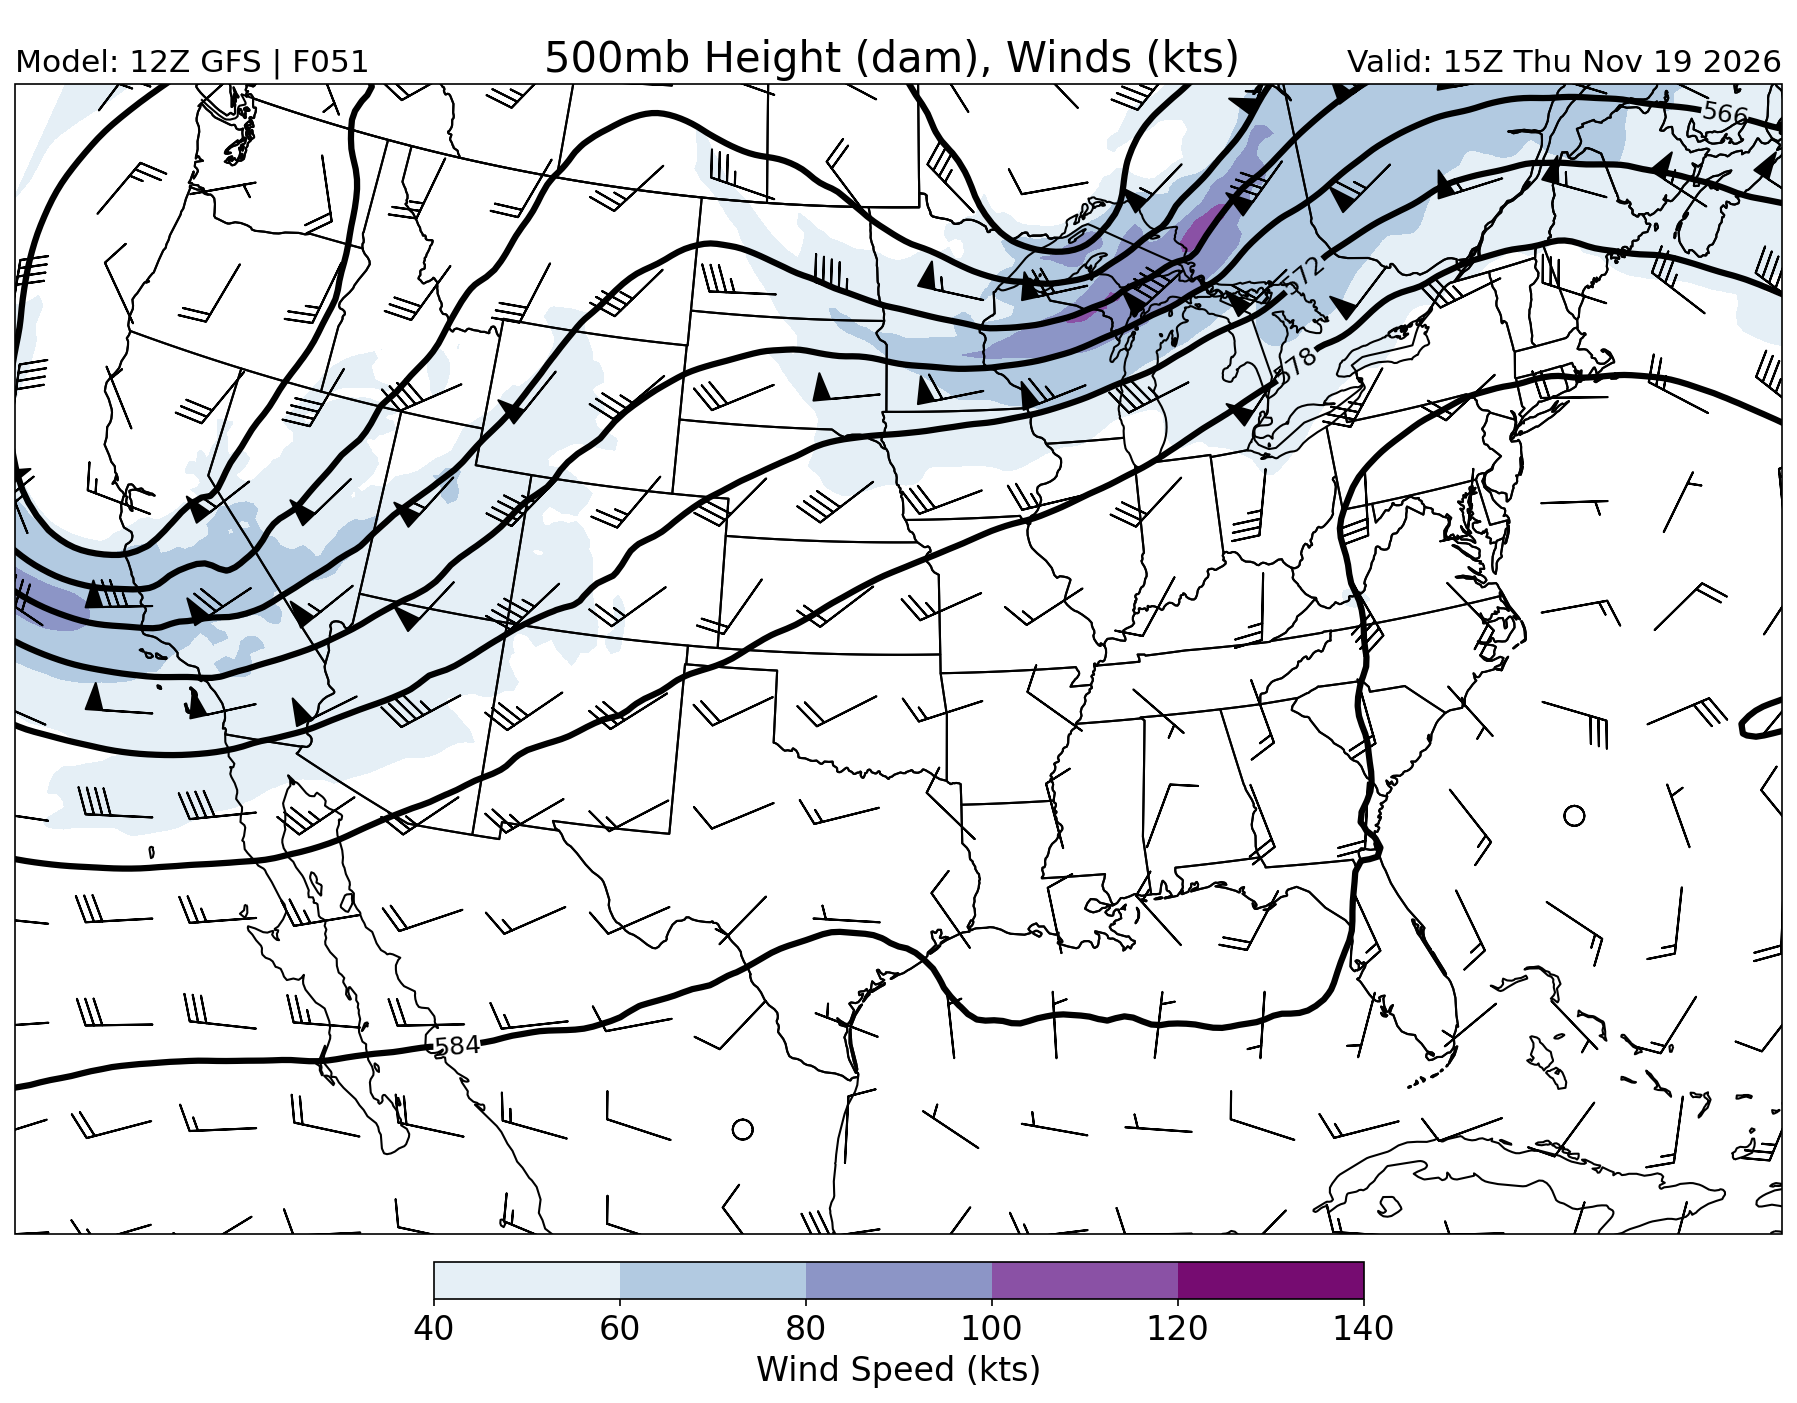 Model: 12Z GFS | F051
500mb Height (dam), Winds (kts)
Valid: 15Z Thu Nov 19 2026
566
572
578
584
40 60 80 100 120 140
Wind Speed (kts)